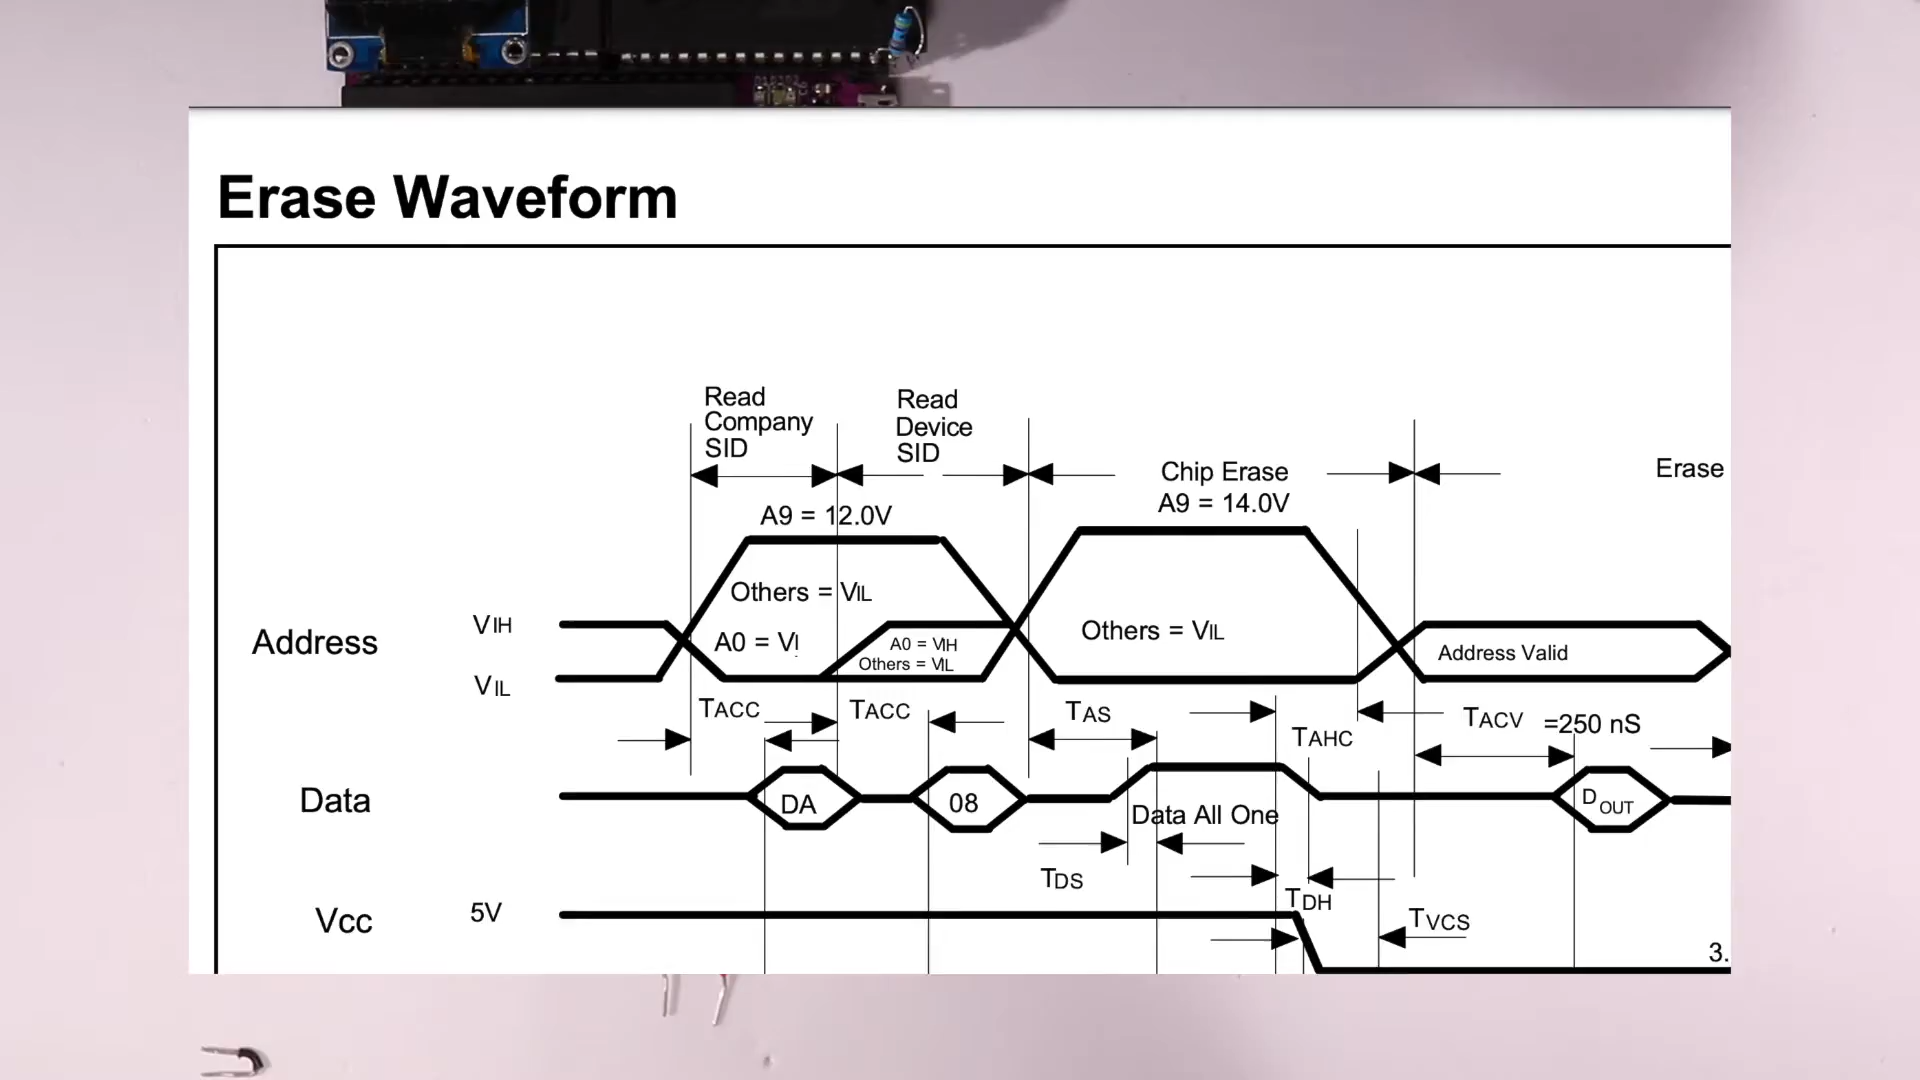 Erase Waveform
Read
Company
SID
Read
Device
SID
Chip Erase
A9 = 14.0V
Erase
A9 = 12.0V
Others = VIL
A0 = VI
A0 = VIH
Others = VIL
Others = VIL
Address
VIH
VIL
Address Valid
TACC
TACC
TAS
TAHC
TACV =250 nS
Data
DA
08
Data All One
DOUT
TDS
TDH
Vcc
5V
TVCS
3.